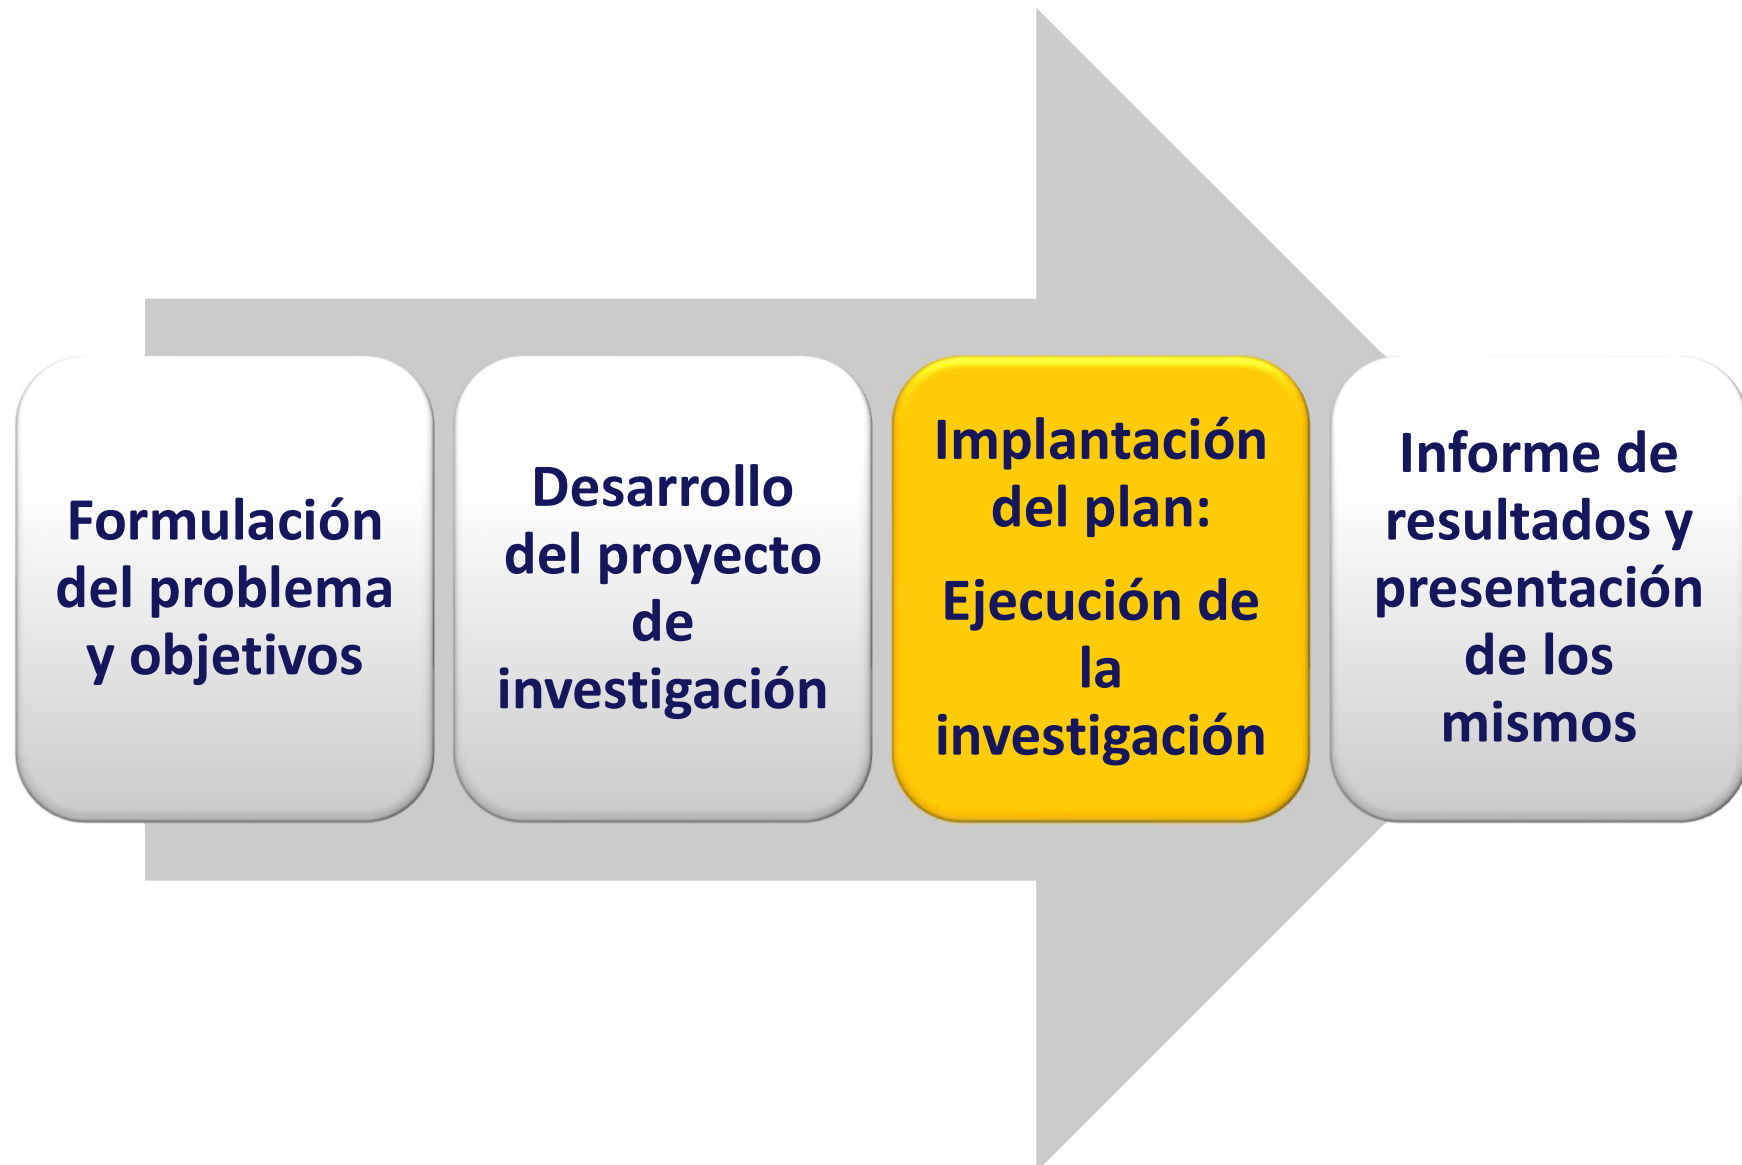 Formulación
del problema
y objetivos
Desarrollo
del proyecto
de
investigación
Implantación
del plan:
Ejecución de
la
investigación
Informe de
resultados y
presentación
de los
mismos